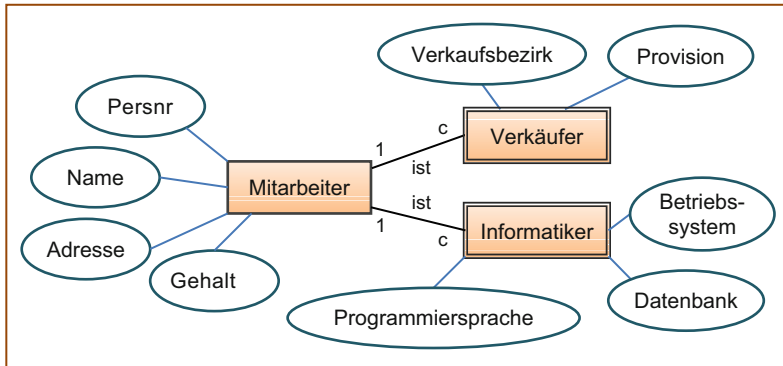 Verkaufsbezirk
Provision
Persnr
c
Verkäufer
1
ist
Name
Mitarbeiter
ist
Betriebs-
system
1
c
Informatiker
Adresse
Gehalt
Datenbank
Programmiersprache